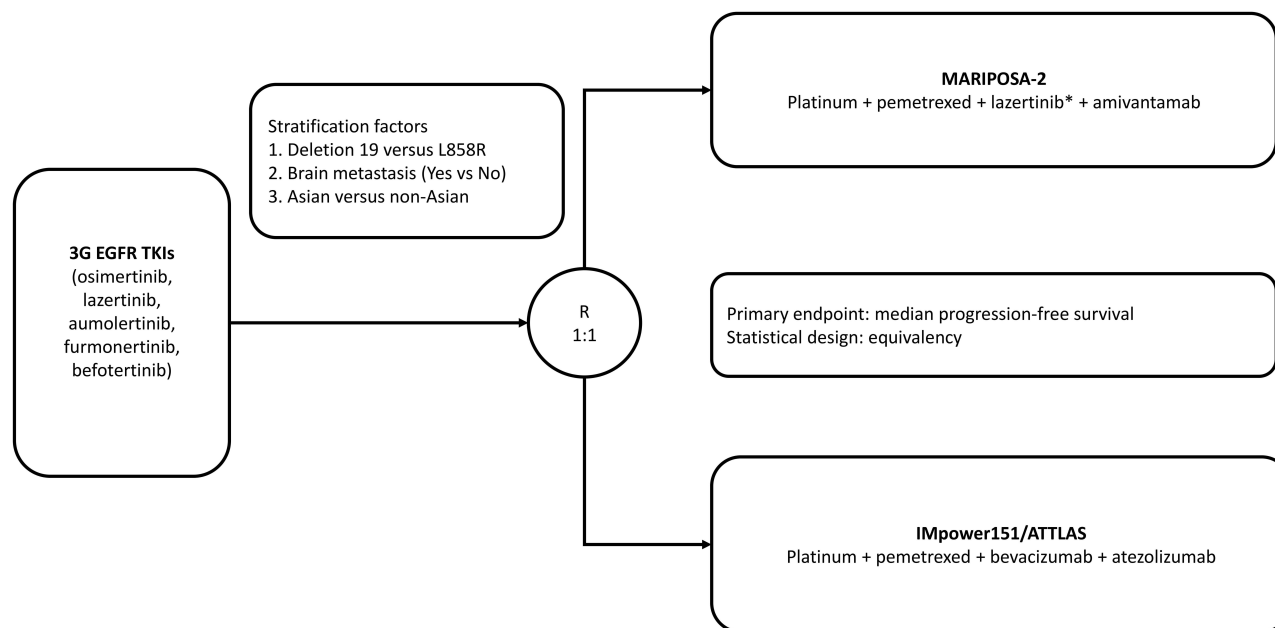 3G EGFR TKIs
(osimertinib,
lazertinib,
aumolertinib,
furmonertinib,
befotertinib)
Stratification factors
1. Deletion 19 versus L858R
2. Brain metastasis (Yes vs No)
3. Asian versus non-Asian
R
1:1
MARIPOSA-2
Platinum + pemetrexed + lazertinib* + amivantamab
Primary endpoint: median progression-free survival
Statistical design: equivalency
IMpower151/ATTLAS
Platinum + pemetrexed + bevacizumab + atezolizumab